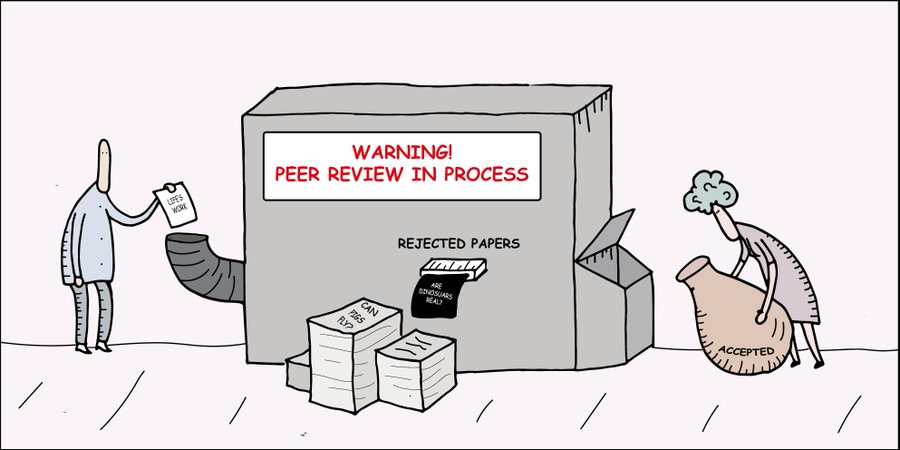 WARNING!
PEER REVIEW IN PROCESS
LIFE'S
WORK
REJECTED PAPERS
ARE
DINOSUARS
REAL?
CAN
PIGS
FLY?
ACCEPTED